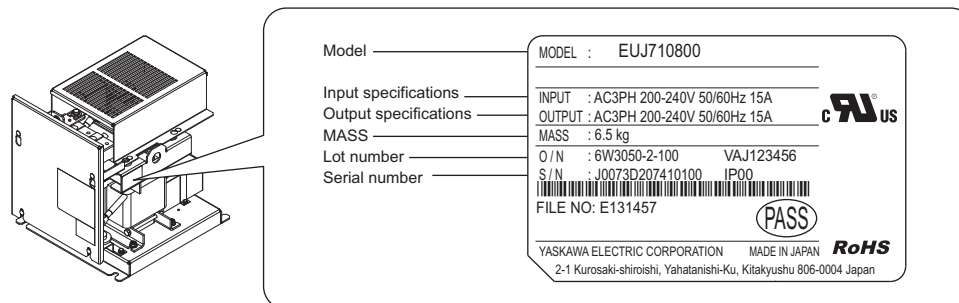 Model
Input specifications
Output specifications
MASS
Lot number
Serial number
MODEL : EUJ710800
INPUT : AC3PH 200-240V 50/60Hz 15A
OUTPUT : AC3PH 200-240V 50/60Hz 15A
MASS : 6.5 kg
O / N : 6W3050-2-100 VAJ123456
S / N : J0073D207410100 IP00
FILE NO: E131457
PASS
YASKAWA ELECTRIC CORPORATION MADE IN JAPAN
2-1 Kurosaki-shiroishi, Yahatanishi-Ku, Kitakyushu 806-0004 Japan
c RU ® US
RoHS